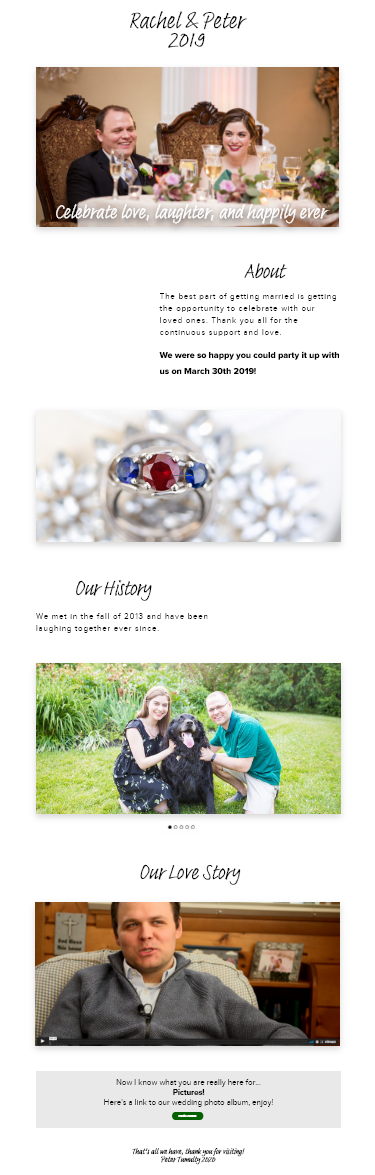 Rachel & Peter
2019
Celebrate love, laughter, and happily ever
About
The best part of getting married is getting
the opportunity to celebrate with our
loved ones. Thank you all for the
continuous support and love.
We were so happy you could party it up with
us on March 30th 2019!
Our History
We met in the fall of 2013 and have been
laughing together ever since.
Our Love Story
God Bless
This home
Now I know what you are really here for...
Pictures!
Here's a link to our wedding photo album, enjoy!
That's all we have, thank you for visiting!
Peter Tumulty 2020